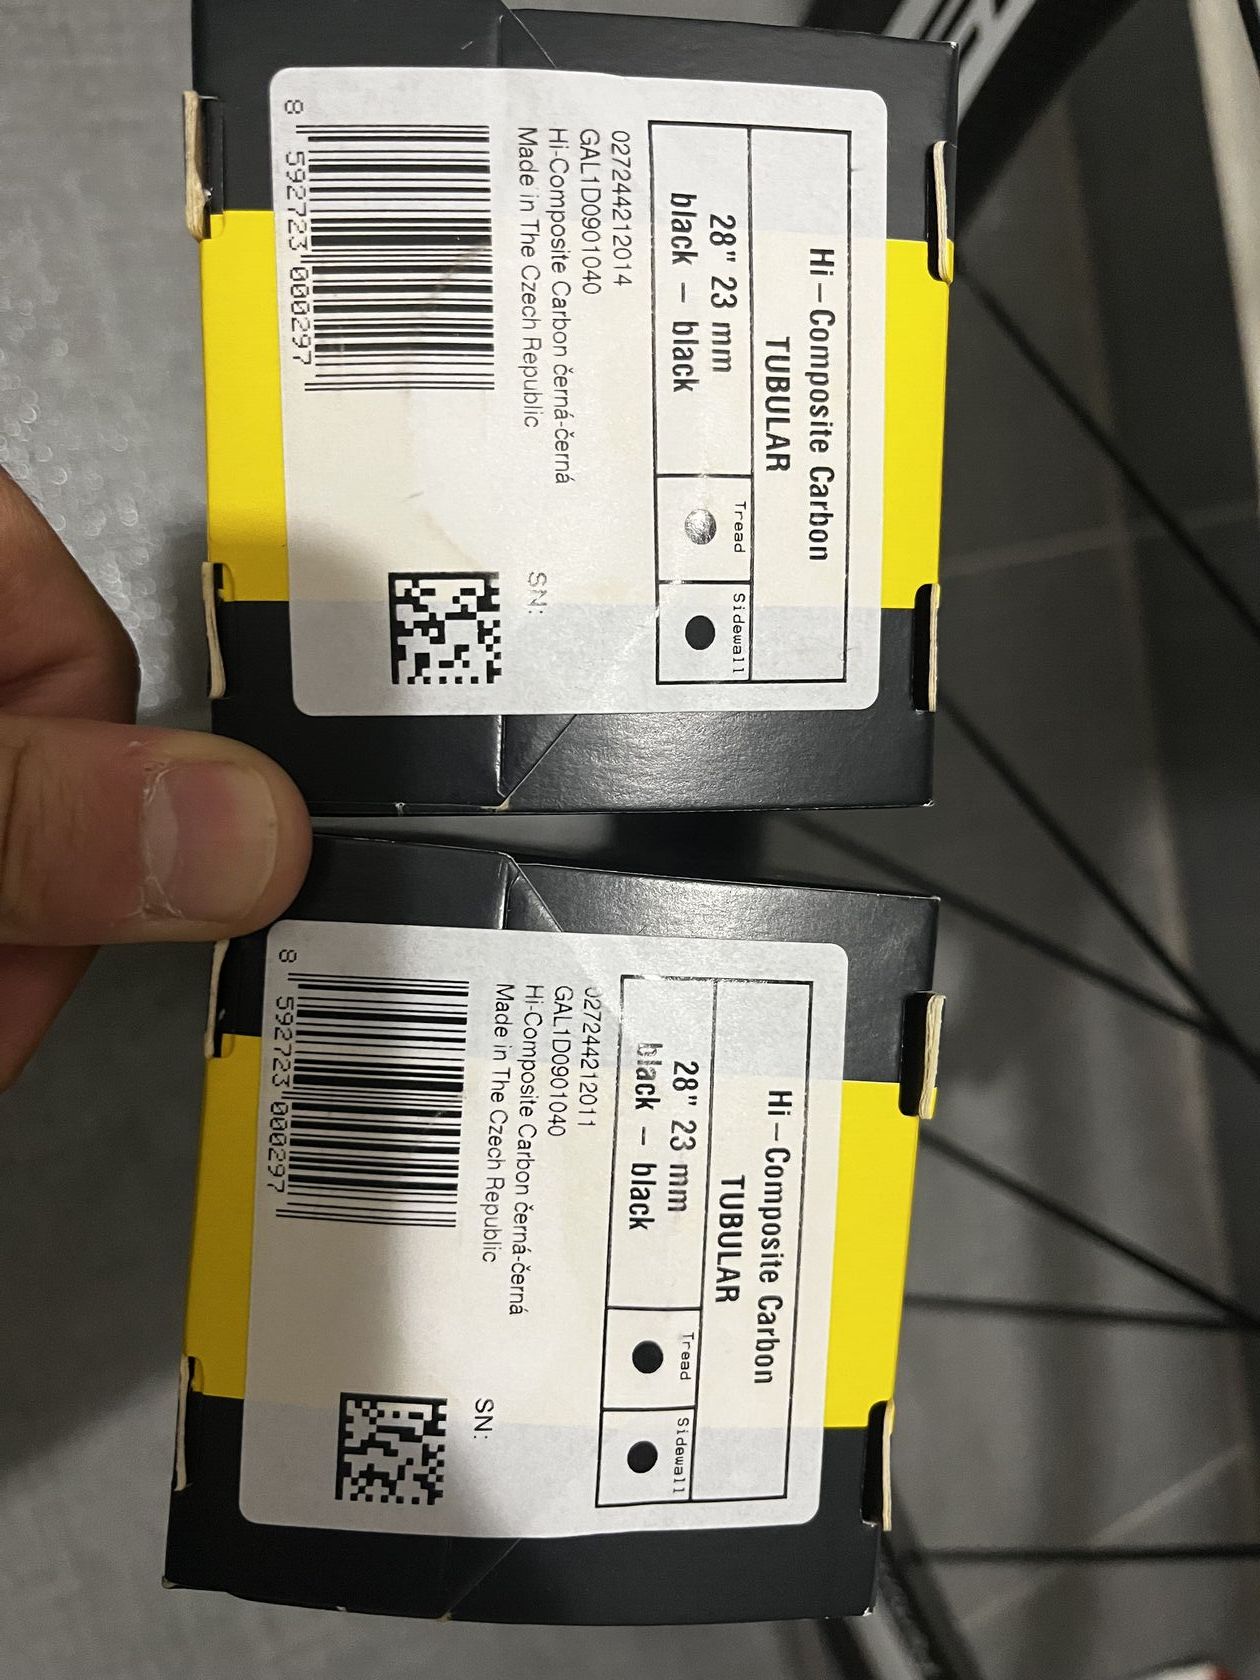 Hi-Composite Carbon
TUBULAR
28" 23 mm
black - black
Tread
Sidewall
027244212014
GAL1D0901040
Hi-Composite Carbon černá-černá
Made in The Czech Republic
SN:
8 592723 000297
Hi-Composite Carbon
TUBULAR
28" 23 mm
black - black
Tread
Sidewall
027244212011
GAL1D0901040
Hi-Composite Carbon černá-černá
Made in The Czech Republic
SN:
8 592723 000297